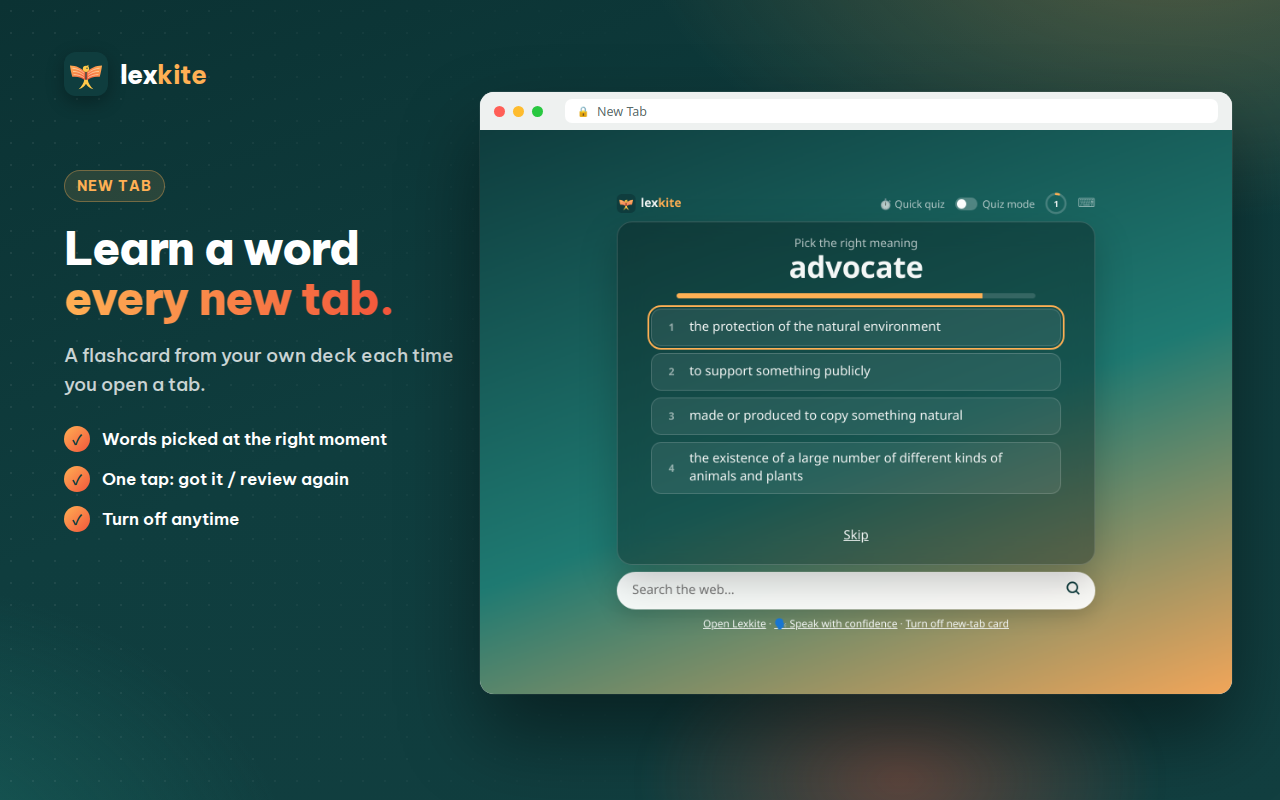 lexkite
NEW TAB
Learn a word
every new tab.
A flashcard from your own deck each time
you open a tab.
✓ Words picked at the right moment
✓ One tap: got it / review again
✓ Turn off anytime
New Tab
lexkite
Quick quiz Quiz mode 1
Pick the right meaning
advocate
1 the protection of the natural environment
2 to support something publicly
3 made or produced to copy something natural
4 the existence of a large number of different kinds of
animals and plants
Skip
Search the web...
Open Lexkite · 🗣 Speak with confidence · Turn off new-tab card